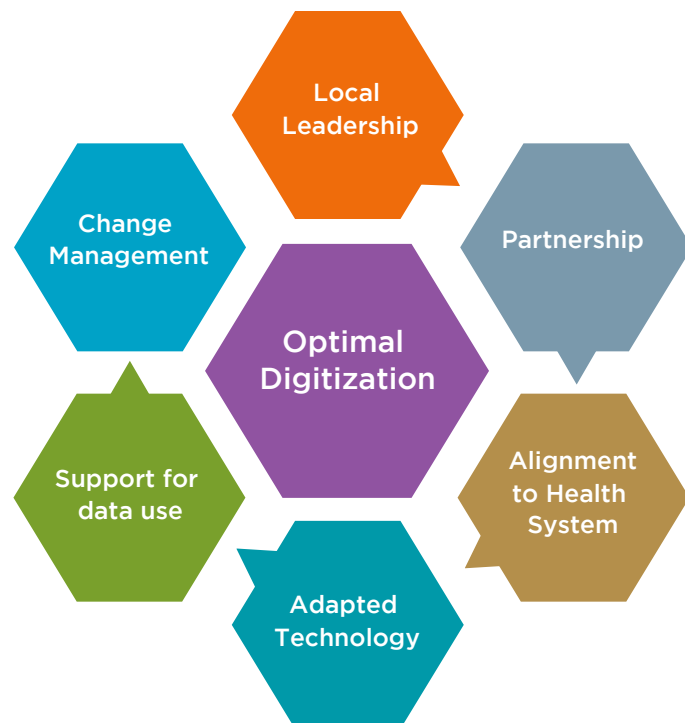 Local
Leadership
Partnership
Alignment
to Health
System
Adapted
Technology
Support for
data use
Change
Management
Optimal
Digitization